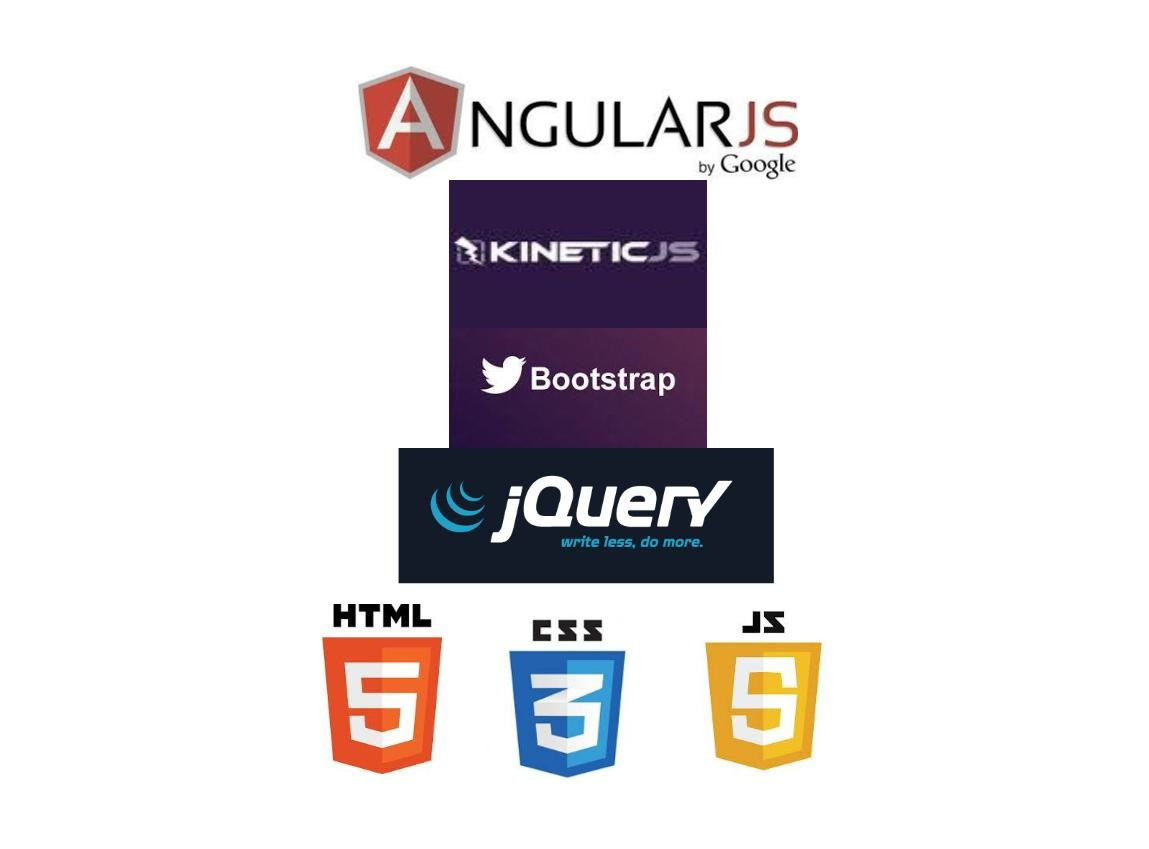 ANGULARJS
by Google
KINETICJS
Bootstrap
jQuery
write less, do more.
HTML CSS JS
5 3 5